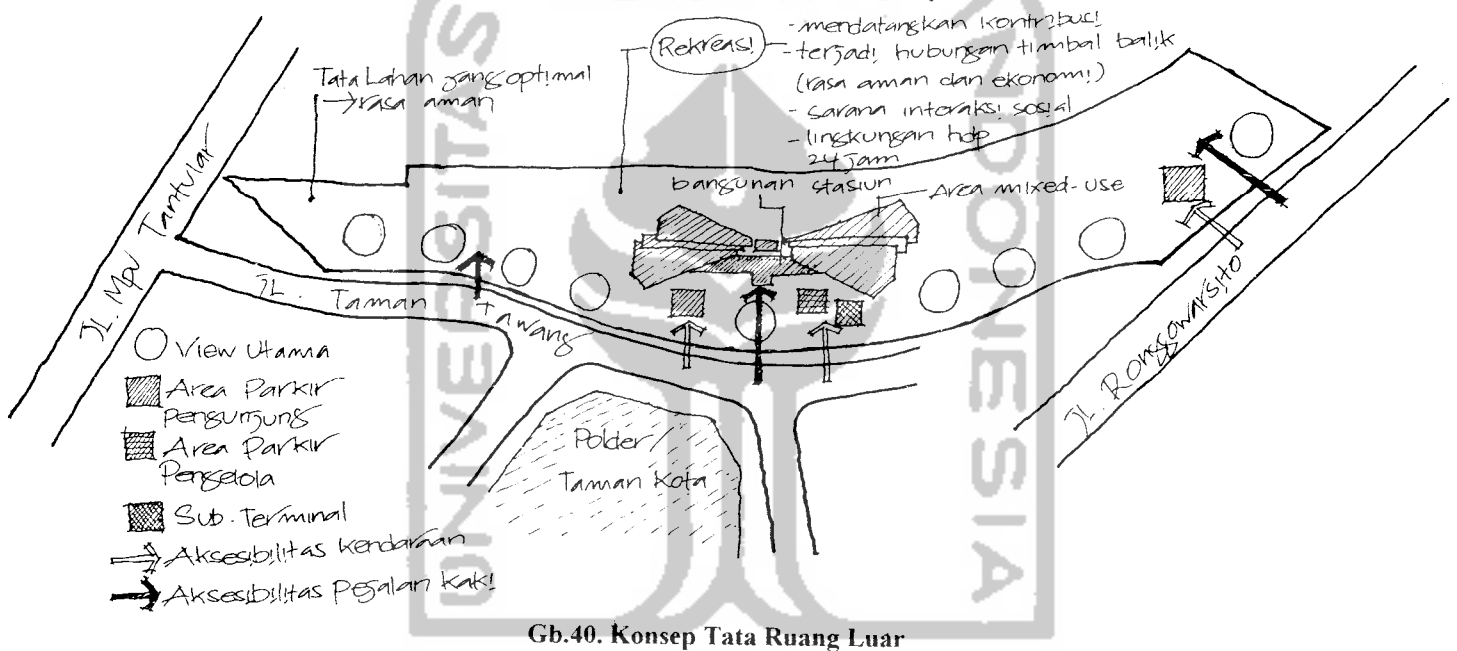 - mendatangkan kontribusi
Rekreasi
- terjadi hubungan timbal balik
(rasa aman dan ekonomi)
- sarana interaksi sosial
- lingkungan hdp
24 jam
Tata Lahan yang optimal
→ rasa aman
bangunan stasiun
Area mixed-use
JL. Mpu Tantular
JL. Taman Tawang
JL. Ronggowarsito
View Utama
Area Parkir
Pengunjung
Area Parkir
Pengelola
Sub. Terminal
Aksesibilitas Kendaraan
Aksesibilitas Pejalan Kaki
Polder/
Taman Kota
UNIVERSITAS
INDONESIA
Gb.40. Konsep Tata Ruang Luar